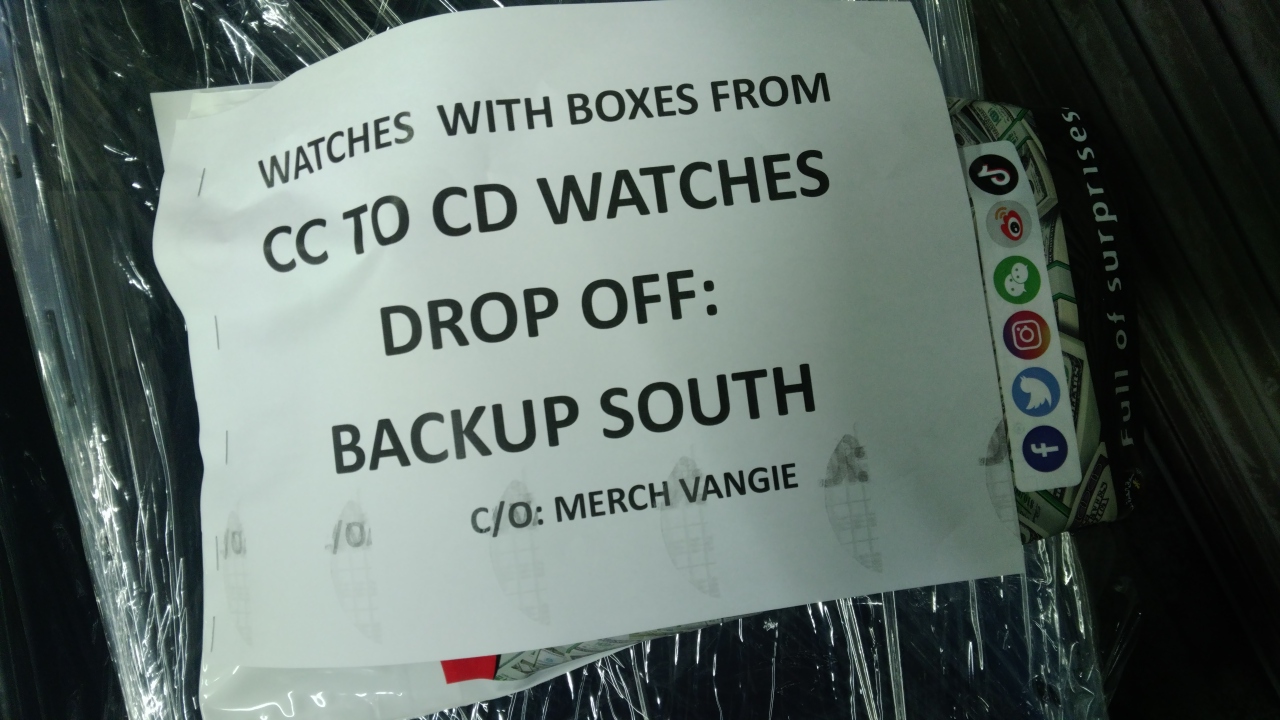 WATCHES WITH BOXES FROM
CC TO CD WATCHES
DROP OFF:
BACKUP SOUTH
C/O: MERCH VANGIE
/O
/O
Full of surprises